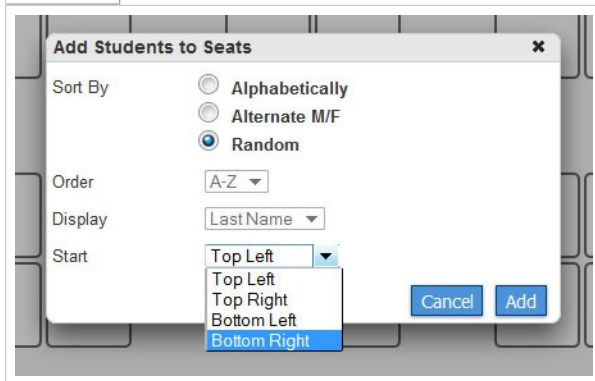 Add Students to Seats
Sort By
Alphabetically
Alternate M/F
Random
Order
A-Z
Display
Last Name
Start
Top Left
Top Left
Top Right
Bottom Left
Bottom Right
Cancel Add